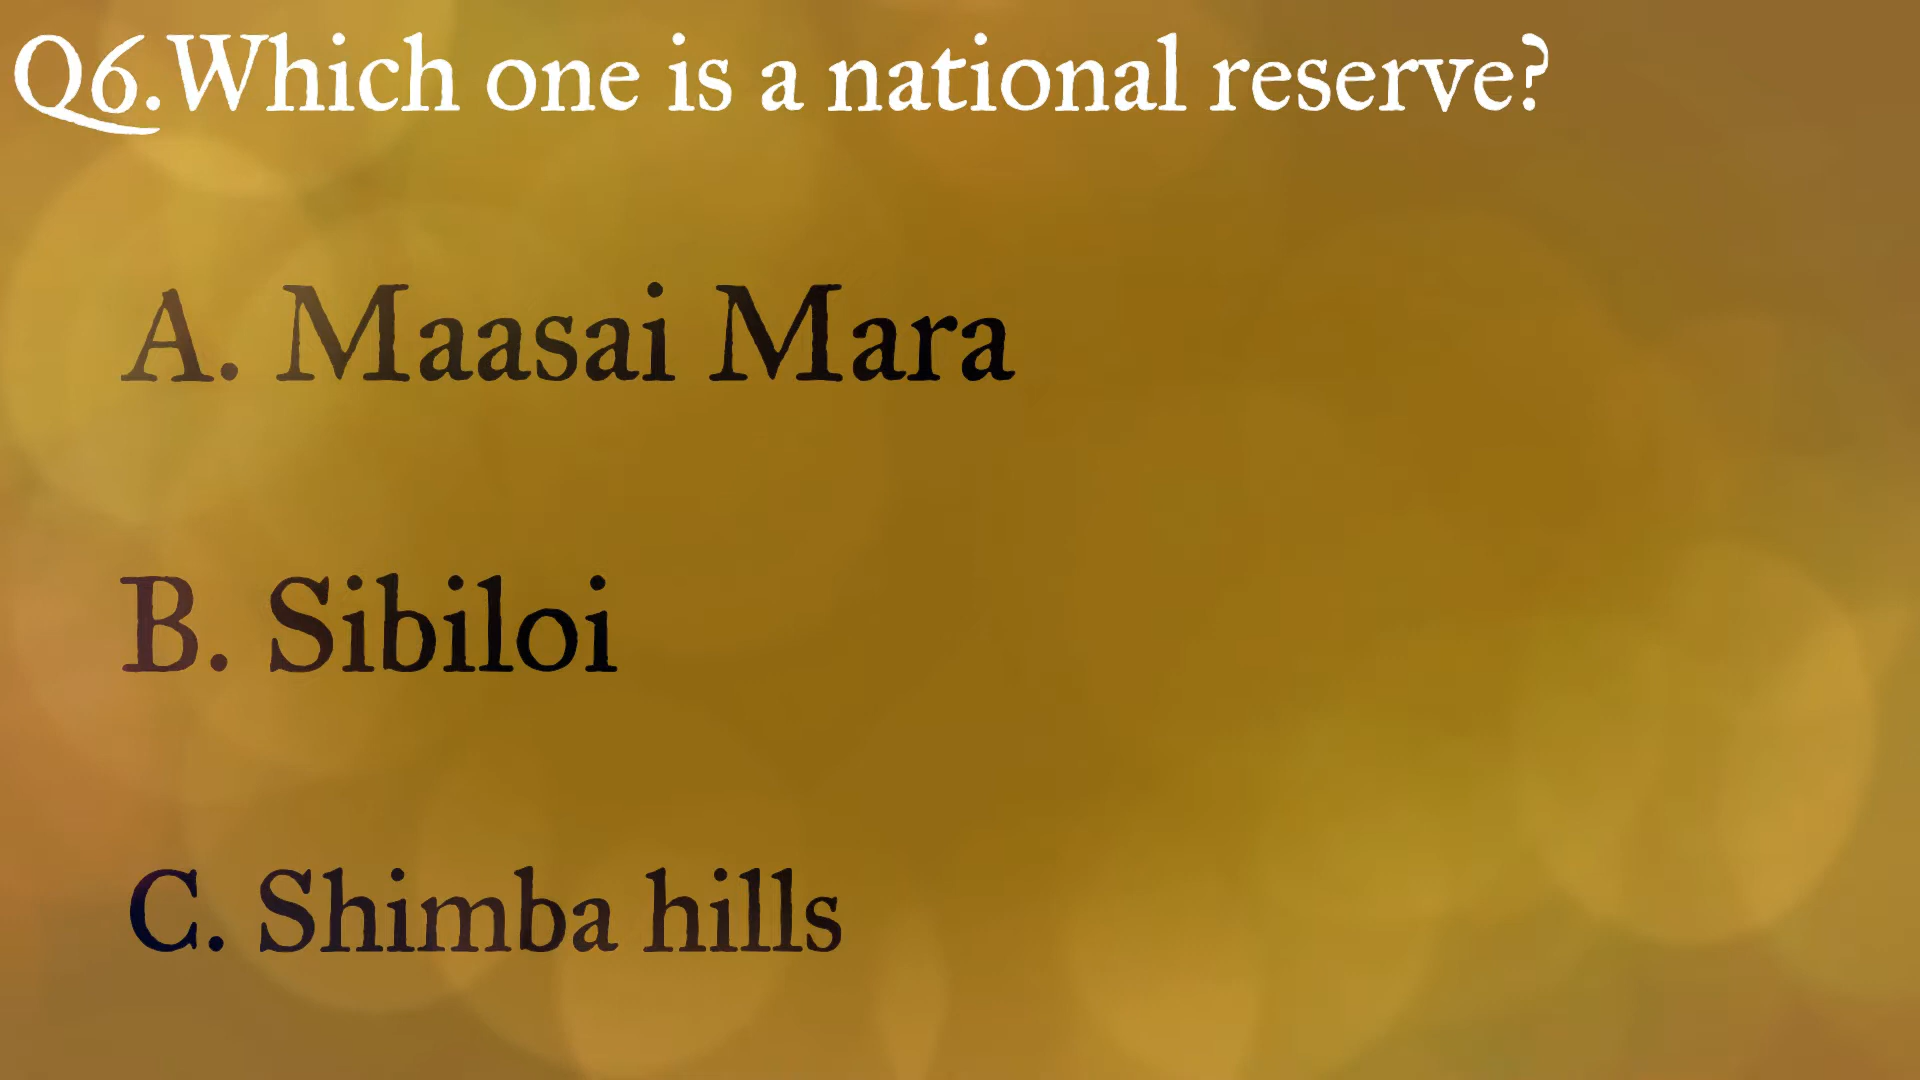 Q6.Which one is a national reserve?
A. Maasai Mara
B. Sibiloi
C. Shimba hills